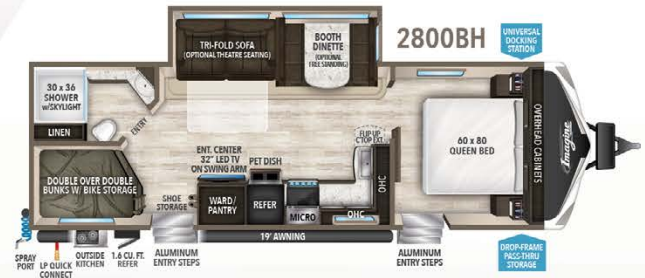 2800BH
UNIVERSAL
DOCKING
STATION
TRI-FOLD SOFA
(OPTIONAL THEATRE SEATING)
BOOTH
DINETTE
(OPTIONAL
FREE STANDING)
30 x 36
SHOWER
w/SKYLIGHT
LINEN
ENTRY
FLIP UP
C'TOP EXT.
60 x 80
QUEEN BED
OVERHEAD CABINETS
Imagine
ENT. CENTER
32" LED TV
ON SWING ARM
PET DISH
DOUBLE OVER DOUBLE
BUNKS W/ BIKE STORAGE
SHOE
STORAGE
WARD/
PANTRY
REFER
MICRO
OHC
OHC
19' AWNING
SPRAY
PORT
LP QUICK
CONNECT
OUTSIDE
KITCHEN
1.6 CU. FT.
REFER
ALUMINUM
ENTRY STEPS
ALUMINUM
ENTRY STEPS
DROP-FRAME
PASS-THRU
STORAGE